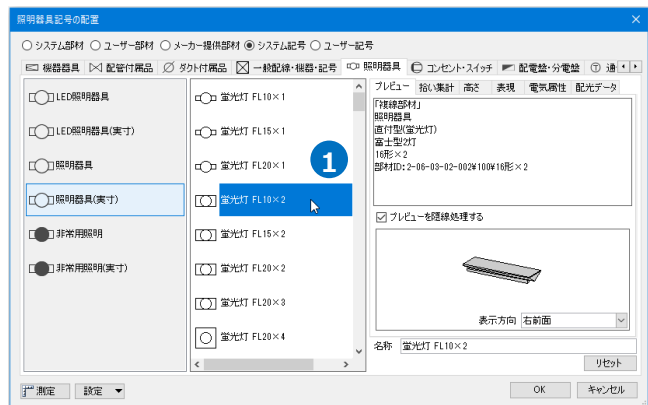 照明器具記号の配置
システム部材 ユーザー部材 メーカー提供部材 システム記号 ユーザー記号
機器器具 配管付属品 ダクト付属品 一般配線・機器・記号 照明器具 コンセント・スイッチ 配電盤・分電盤 通
LED照明器具
LED照明器具(実寸)
照明器具
照明器具(実寸)
非常用照明
非常用照明(実寸)
蛍光灯 FL10×1
蛍光灯 FL15×1
蛍光灯 FL20×1
1
蛍光灯 FL10×2
蛍光灯 FL15×2
蛍光灯 FL20×2
蛍光灯 FL20×3
蛍光灯 FL20×4
プレビュー 拾い集計 高さ 表現 電気属性 配光データ
「複線部材」
照明器具
直付型(蛍光灯)
富士型2灯
16形×2
部材ID:2-06-03-02-002¥100¥16形×2
プレビューを隠線処理する
表示方向 右前面
名称 蛍光灯 FL10×2
リセット
測定 設定 OK キャンセル